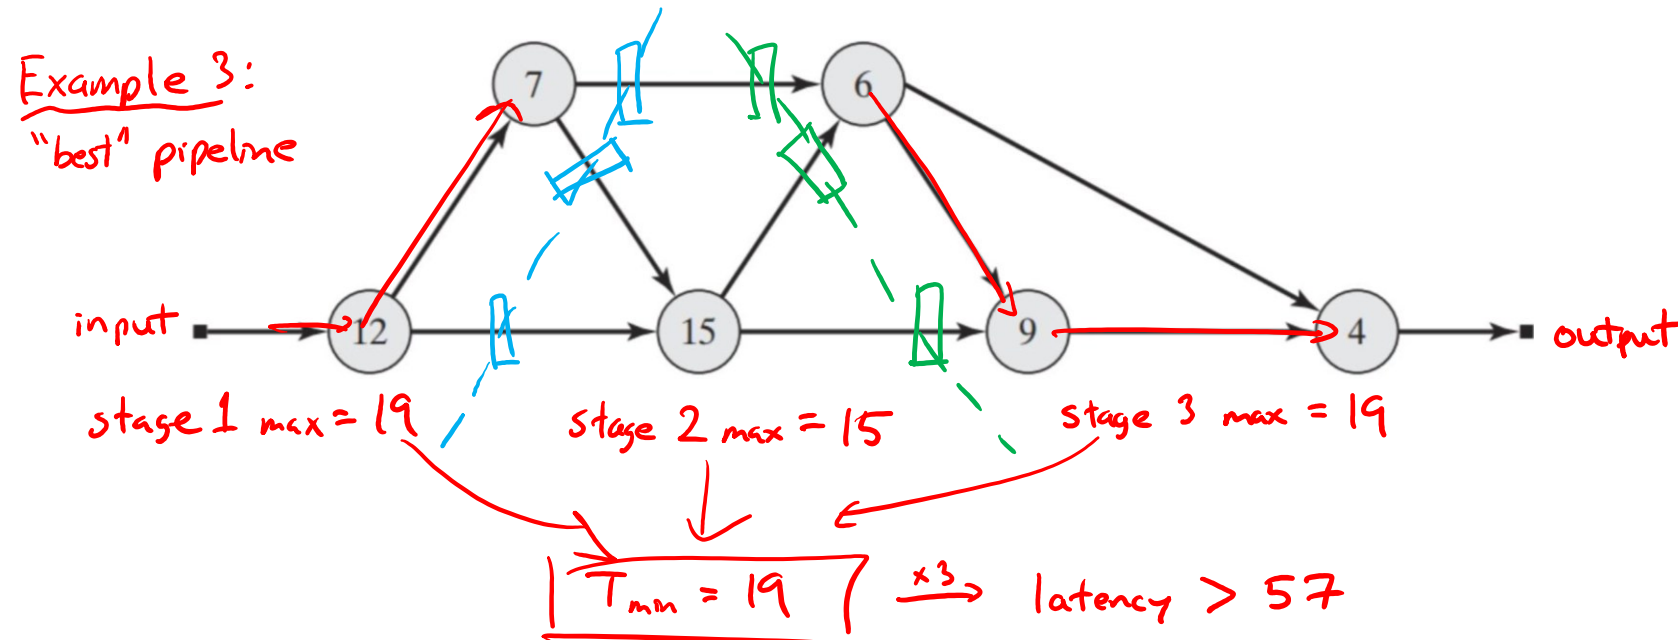 Example 3:
"best" pipeline
7
6
input
12
15
9
4
output
stage 1 max = 19
stage 2 max = 15
stage 3 max = 19
Tmin = 19
x3
latency > 57